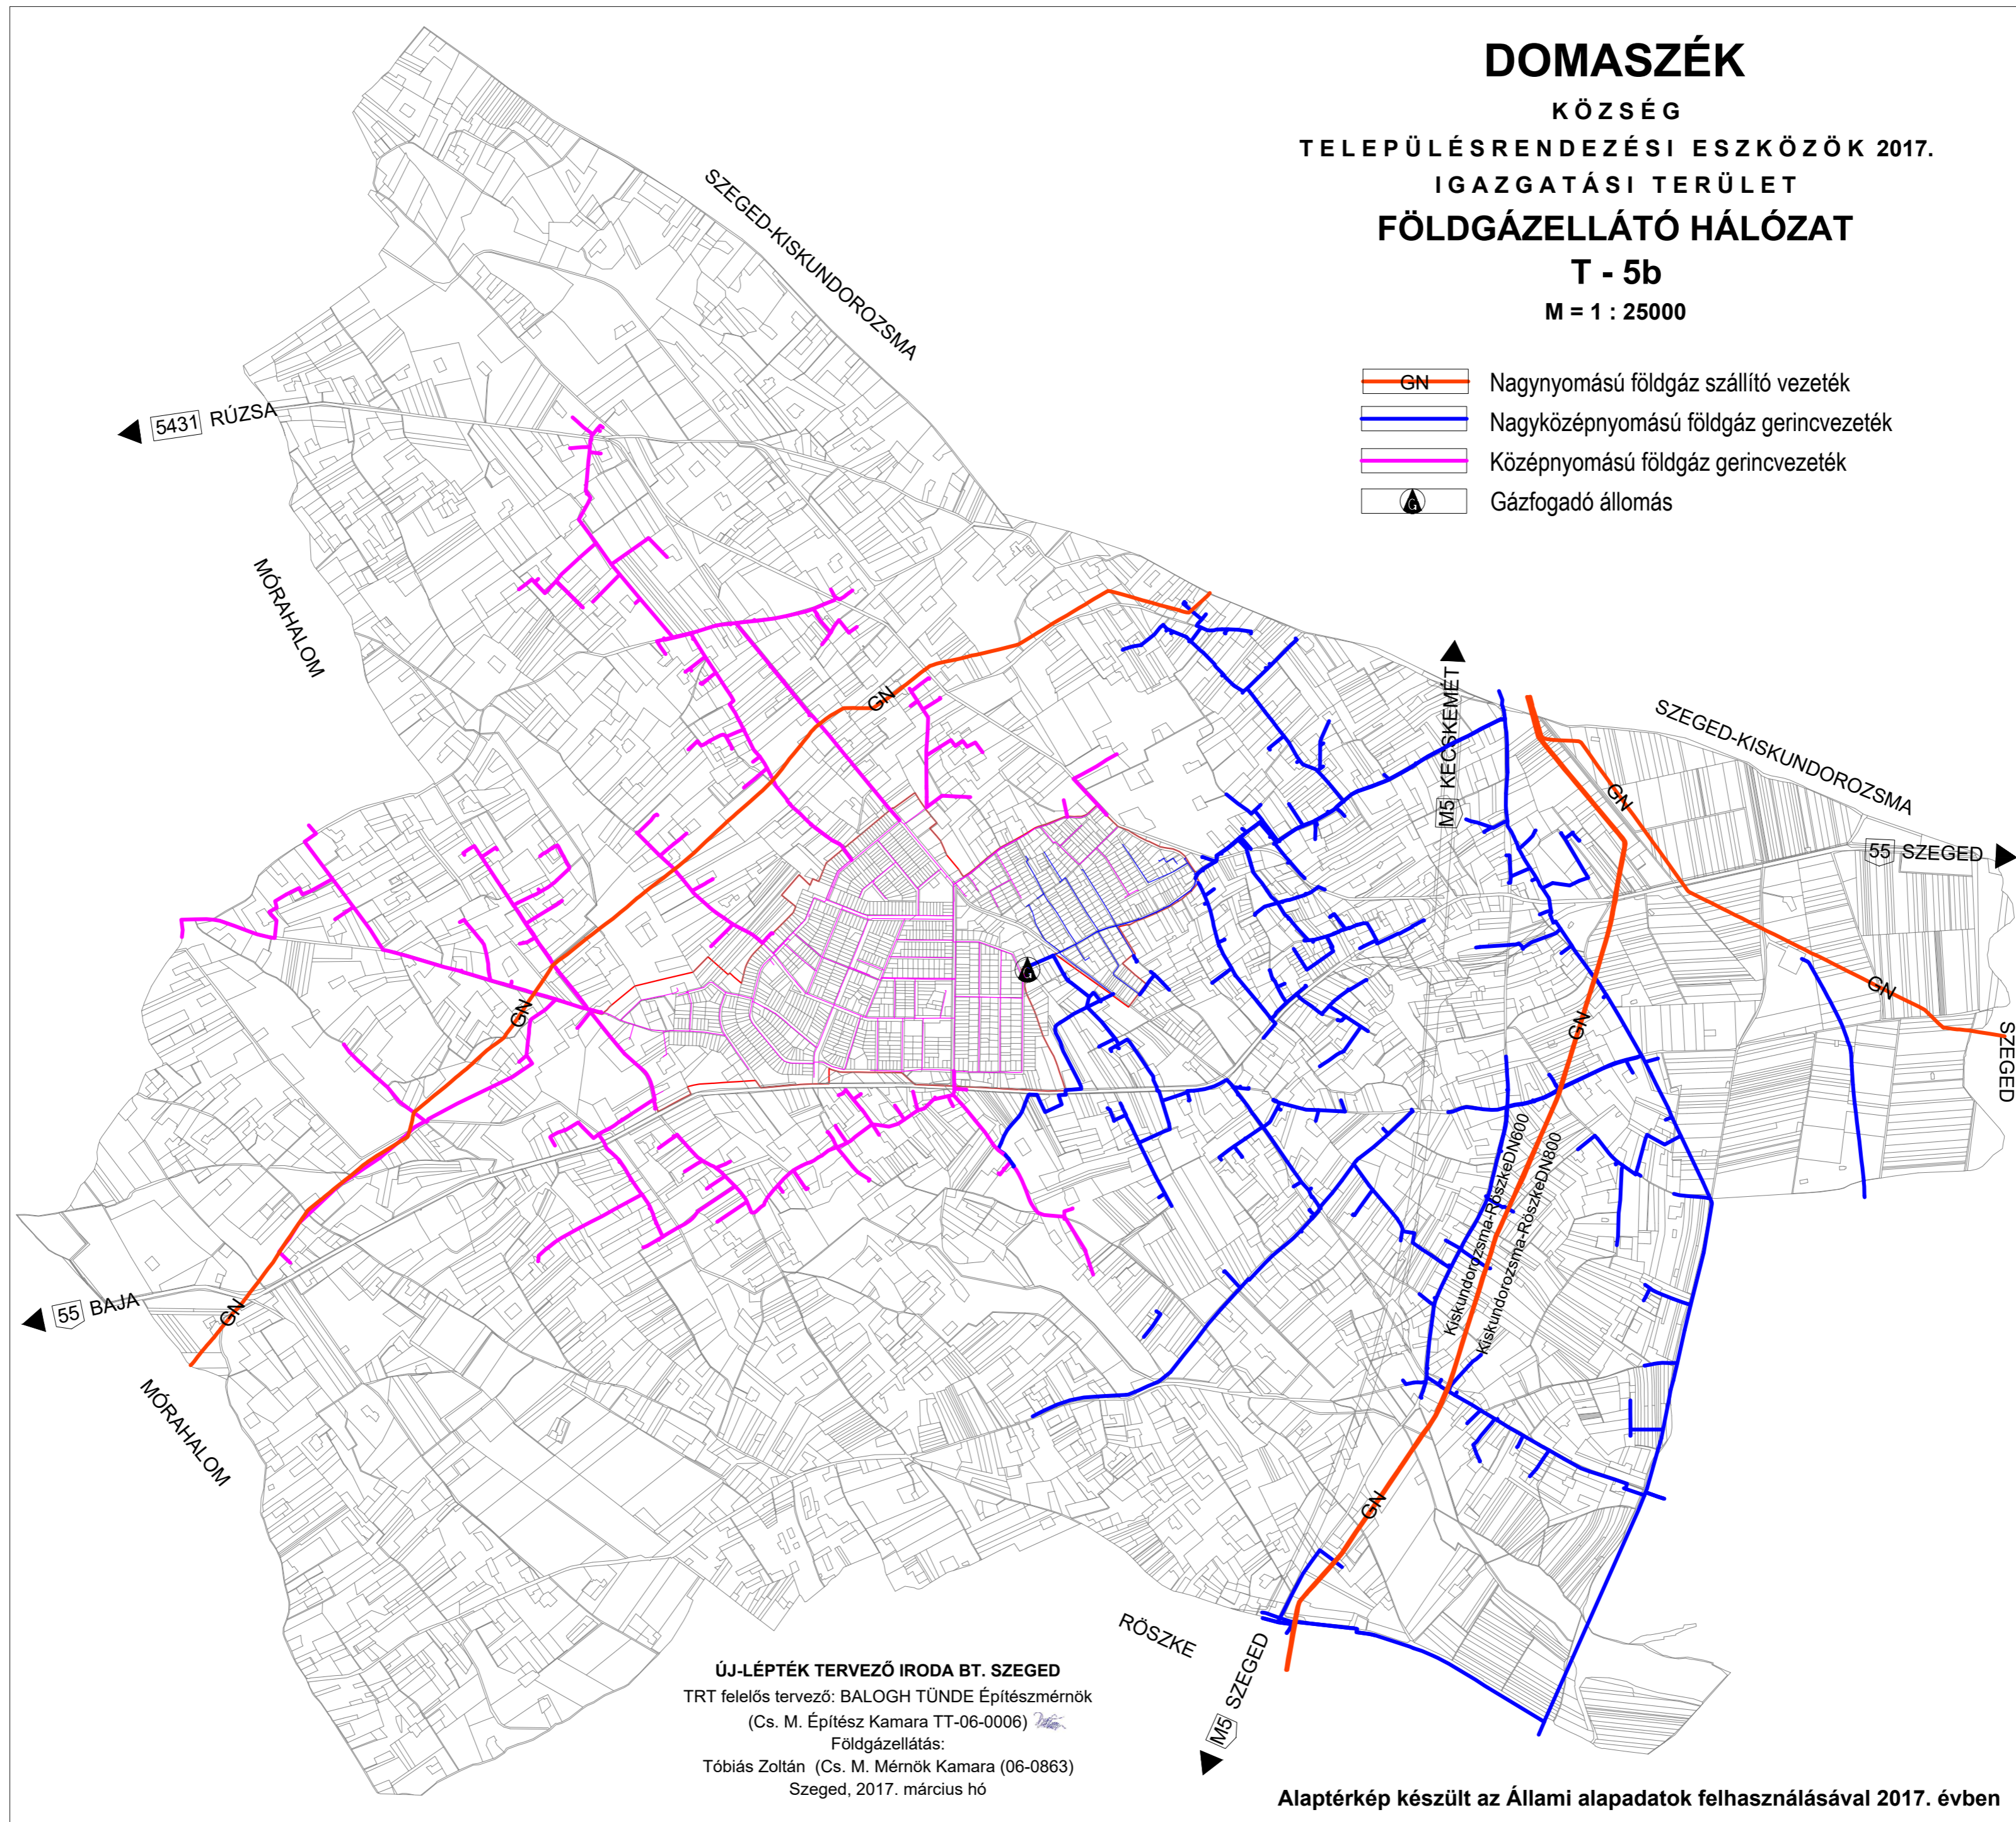 DOMASZÉK
KÖZSÉG
TELEPÜLÉSRENDEZÉSI ESZKÖZÖK 2017.
IGAZGATÁSI TERÜLET
FÖLDGÁZELLÁTÓ HÁLÓZAT
T - 5b
M = 1 : 25000
GN Nagynyomású földgáz szállító vezeték
Nagyközépnyomású földgáz gerincvezeték
Középnyomású földgáz gerincvezeték
G Gázfogadó állomás
SZEGED-KISKUNDOROZSMA
5431 RÚZSA
MÓRAHALOM
GN
M5 KECSKEMÉT
SZEGED-KISKUNDOROZSMA
GN
55 SZEGED
G
GN
GN
GN
SZEGED
Kiskundorozsma-RöszkeDN600
Kiskundorozsma-RöszkeDN800
55 BAJA
GN
MÓRAHALOM
GN
RÖSZKE
M5 SZEGED
ÚJ-LÉPTÉK TERVEZŐ IRODA BT. SZEGED
TRT felelős tervező: BALOGH TÜNDE Építészmérnök
(Cs. M. Építész Kamara TT-06-0006)
Földgázellátás:
Tóbiás Zoltán (Cs. M. Mérnök Kamara (06-0863)
Szeged, 2017. március hó
Alaptérkép készült az Állami alapadatok felhasználásával 2017. évben